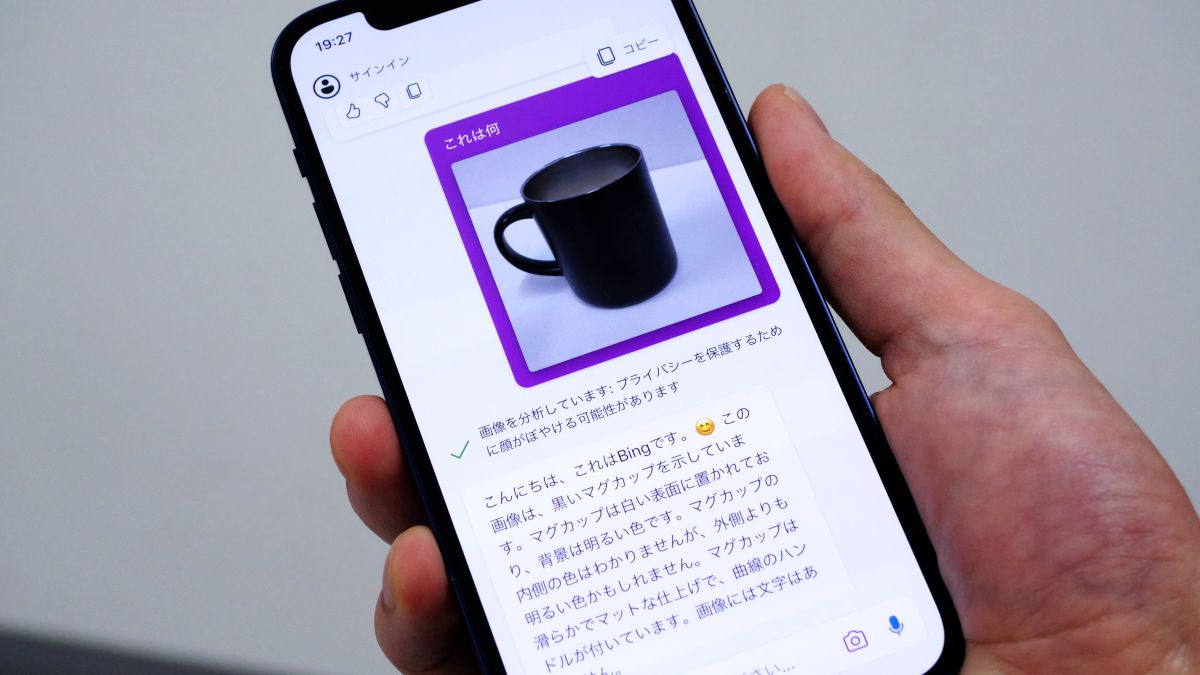 19:27
サインイン
コピー
これは何
画像を分析しています: プライバシーを保護するため
に顔がぼやける可能性があります
こんにちは、これはBingです。😊 この
画像は、黒いマグカップを示していま
す。マグカップは白い表面に置かれてお
り、背景は明るい色です。マグカップの
内側の色はわかりませんが、外側よりも
明るい色かもしれません。マグカップは
滑らかでマットな仕上げで、曲線のハン
ドルが付いています。画像には文字はあ
せん。
さい...